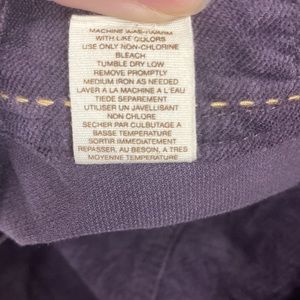 MACHINE WASH WARM
WITH LIKE COLORS
USE ONLY NON-CHLORINE
BLEACH
TUMBLE DRY LOW
REMOVE PROMPTLY
MEDIUM IRON AS NEEDED
LAVER A LA MACHINE A L'EAU
TIEDE SEPAREMENT
UTILISER UN JAVELLISANT
NON CHLORE
SECHER PAR CULBUTAGE A
BASSE TEMPERATURE
SORTIR IMMEDIATEMENT
REPASSER, AU BESOIN, A TRES
MOYENNE TEMPERATURE